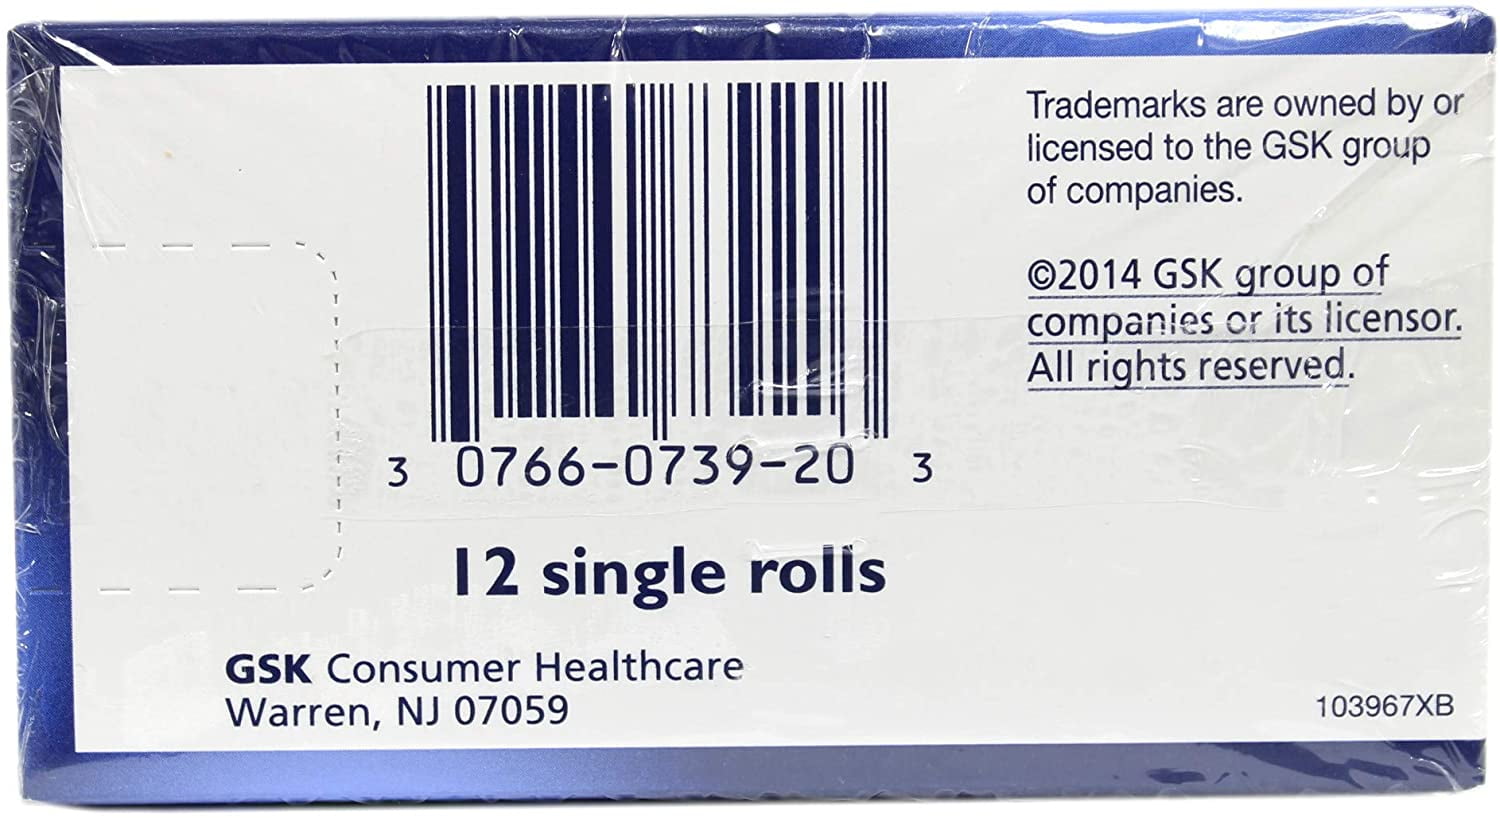 3 0766-0739-20 3
12 single rolls
GSK Consumer Healthcare
Warren, NJ 07059
Trademarks are owned by or
licensed to the GSK group
of companies.
©2014 GSK group of
companies or its licensor.
All rights reserved.
103967XB